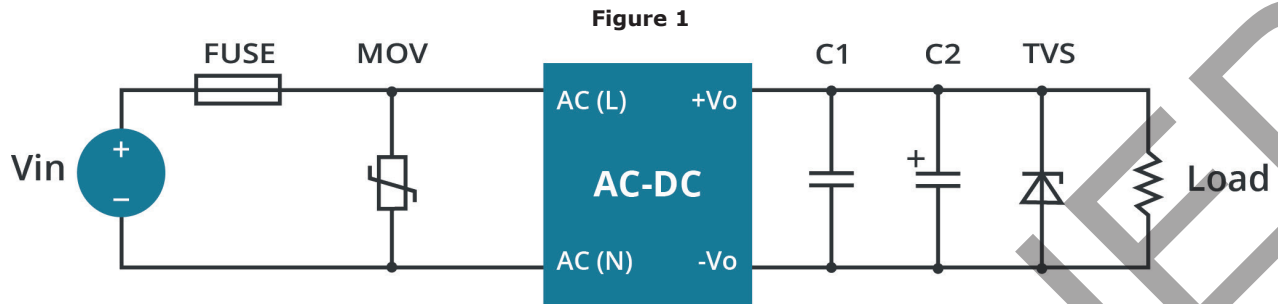 Figure 1
FUSE
MOV
C1
C2
TVS
AC (L)
+Vo
Vin
+
−
AC-DC
+
Load
AC (N)
-Vo